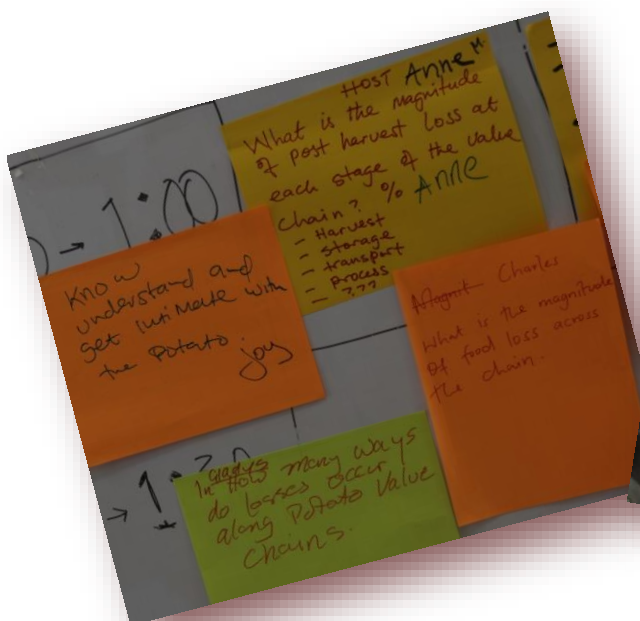 → 1:00
HOST Anne M
What is the magnitude
of post harvest loss at
each stage of the value
chain? % ANNE
- Harvest
- storage
- transport
- process
- ???
Know
understand and
get intimate with
the Potato joy
Magnit Charles
What is the magnitude
of food loss across
the chain.
→ 1:30
Gladys
In How many ways
do losses occur
along Potato Value
Chains.